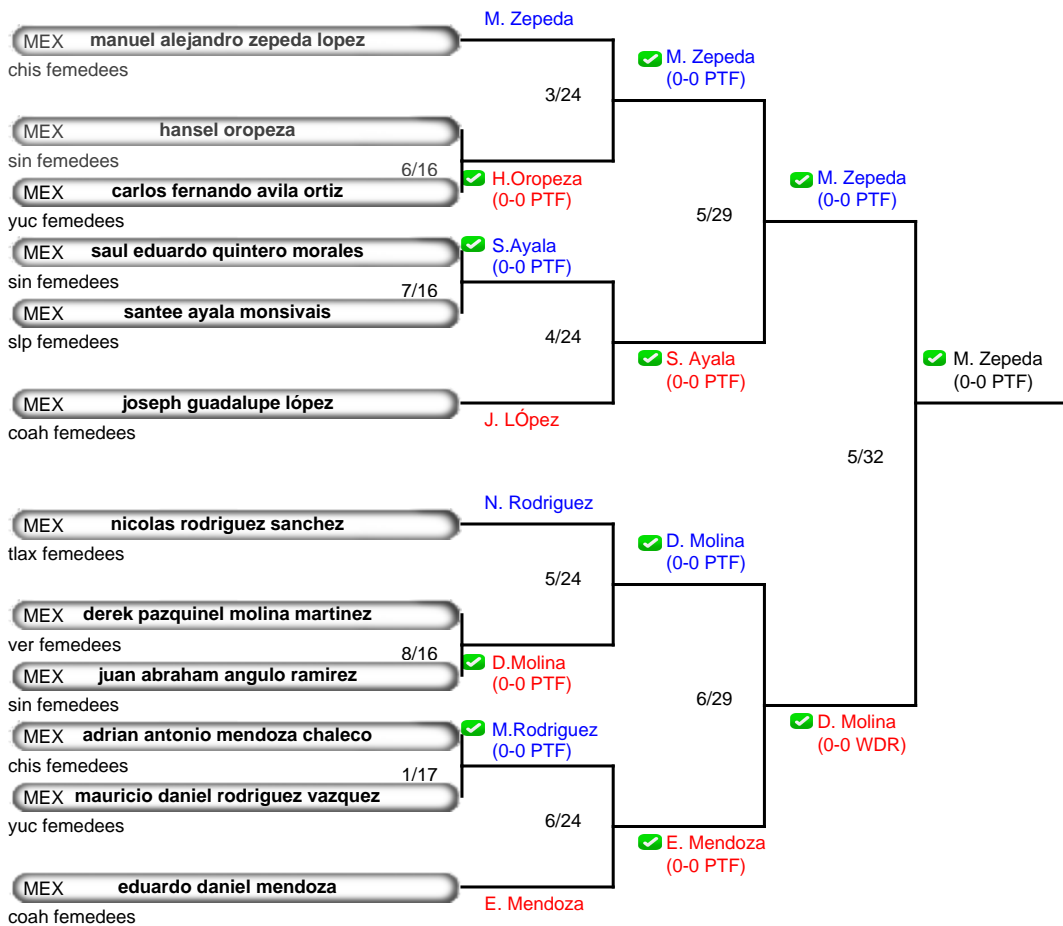 M. Zepeda
MEX manuel alejandro zepeda lopez
chis femedees
M. Zepeda
(0-0 PTF)
3/24
MEX hansel oropeza
sin femedees
6/16
H.Oropeza
(0-0 PTF)
MEX carlos fernando avila ortiz
yuc femedees
M. Zepeda
(0-0 PTF)
5/29
MEX saul eduardo quintero morales
sin femedees
S.Ayala
(0-0 PTF)
7/16
MEX santee ayala monsivais
slp femedees
4/24
S. Ayala
(0-0 PTF)
M. Zepeda
(0-0 PTF)
MEX joseph guadalupe lópez
coah femedees
J. LÓpez
5/32
N. Rodriguez
MEX nicolas rodriguez sanchez
tlax femedees
D. Molina
(0-0 PTF)
5/24
MEX derek pazquinel molina martinez
ver femedees
8/16
D.Molina
(0-0 PTF)
MEX juan abraham angulo ramirez
sin femedees
6/29
D. Molina
(0-0 WDR)
MEX adrian antonio mendoza chaleco
chis femedees
M.Rodriguez
(0-0 PTF)
1/17
MEX mauricio daniel rodriguez vazquez
yuc femedees
6/24
E. Mendoza
(0-0 PTF)
MEX eduardo daniel mendoza
coah femedees
E. Mendoza